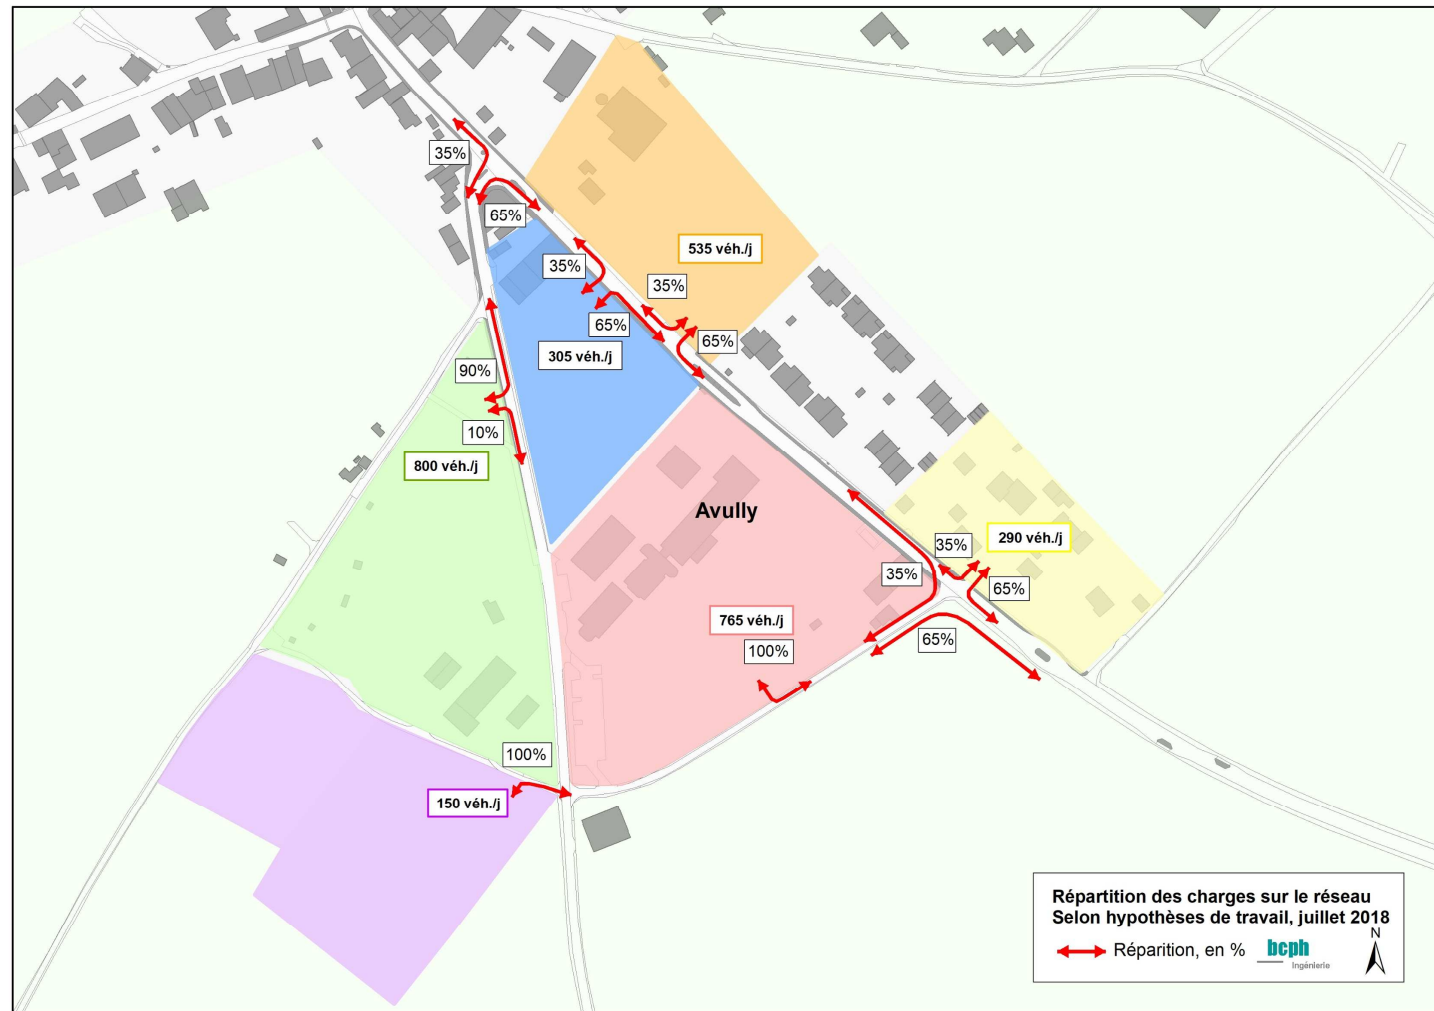 35%
65%
535 véh./j
35%
35%
65%
65%
305 véh./j
90%
10%
800 véh./j
Avully
290 véh./j
35%
35%
65%
765 véh./j
65%
100%
100%
150 véh./j
Répartition des charges sur le réseau
Selon hypothèses de travail, juillet 2018
N
Réparition, en %
bcph
Ingénierie